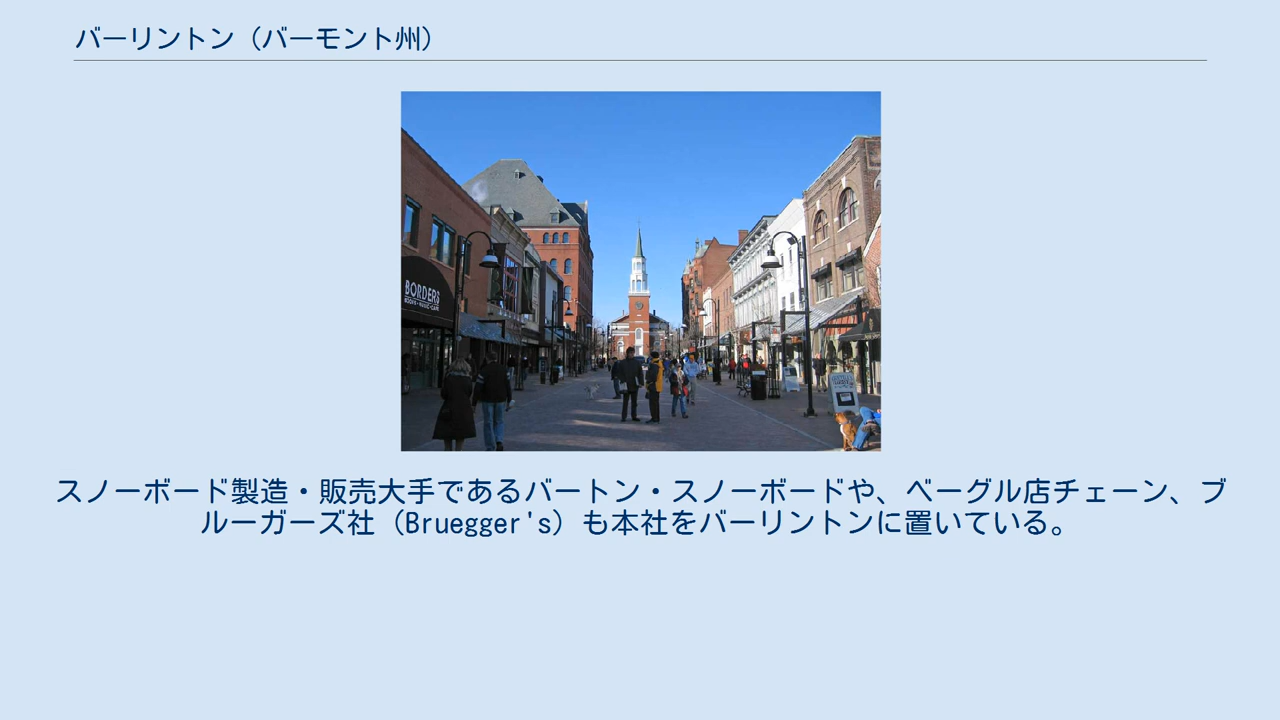 バーリントン（バーモント州）
BORDERS
BOOKS·MUSIC·CAFE
スノーボード製造・販売大手であるバートン・スノーボードや、ベーグル店チェーン、ブ
ルーガーズ社（Bruegger's）も本社をバーリントンに置いている。